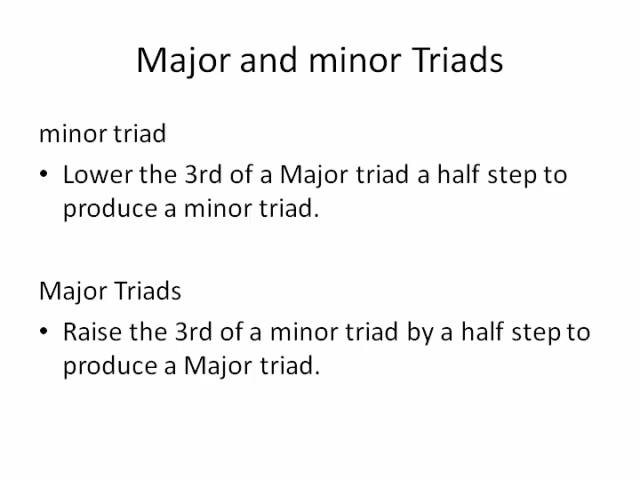 Major and minor Triads
minor triad
• Lower the 3rd of a Major triad a half step to
produce a minor triad.
Major Triads
• Raise the 3rd of a minor triad by a half step to
produce a Major triad.